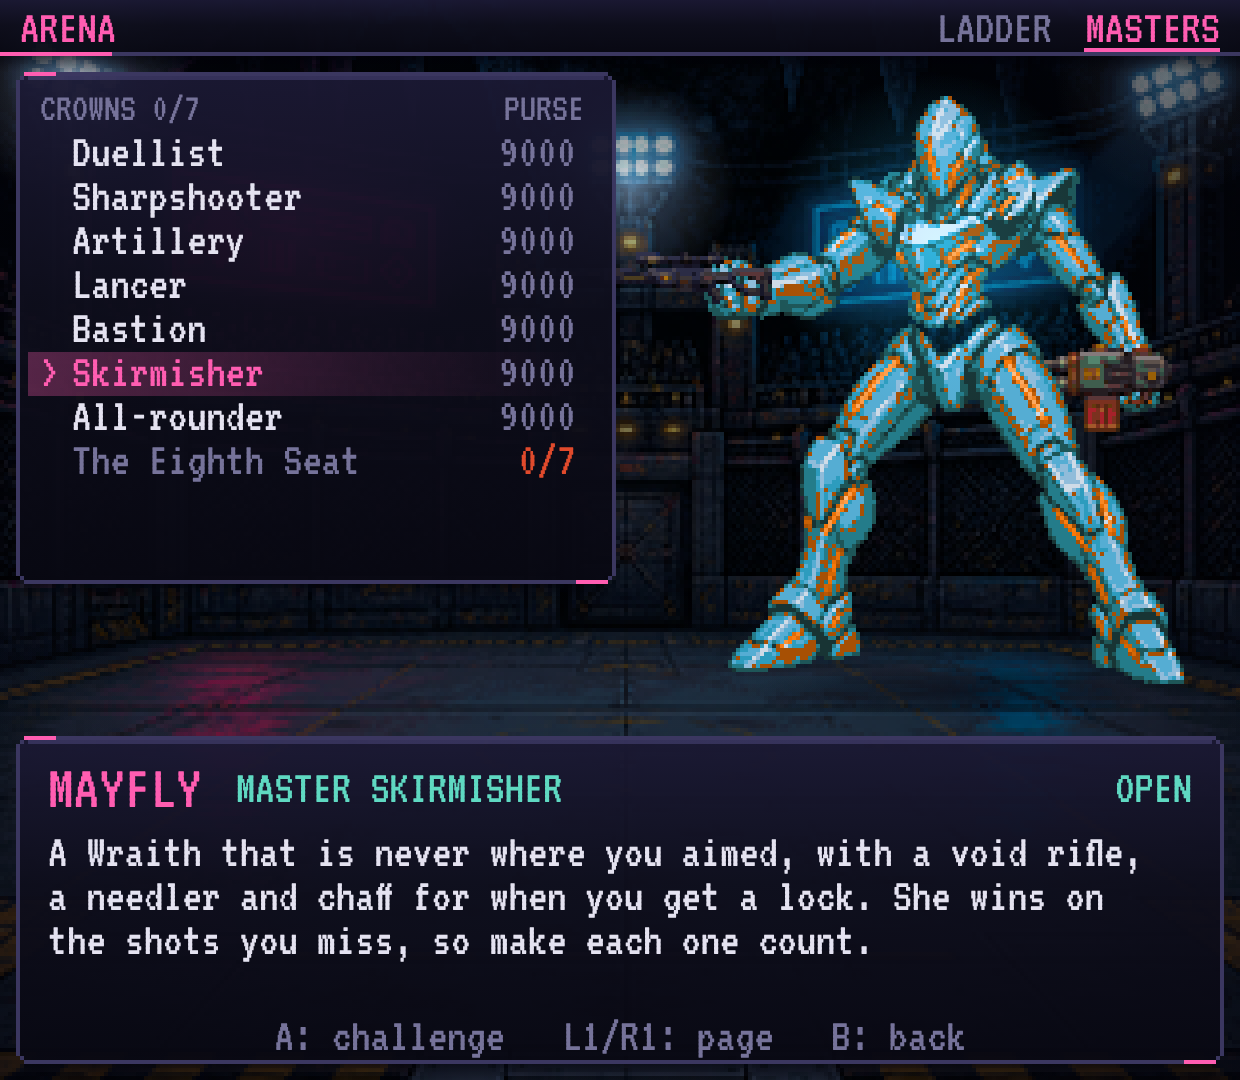 ARENA LADDER MASTERS
CROWNS 0/7 PURSE
Duellist 9000
Sharpshooter 9000
Artillery 9000
Lancer 9000
Bastion 9000
> Skirmisher 9000
All-rounder 9000
The Eighth Seat 0/7
MAYFLY MASTER SKIRMISHER OPEN
A Wraith that is never where you aimed, with a void rifle,
a needler and chaff for when you get a lock. She wins on
the shots you miss, so make each one count.
A: challenge L1/R1: page B: back